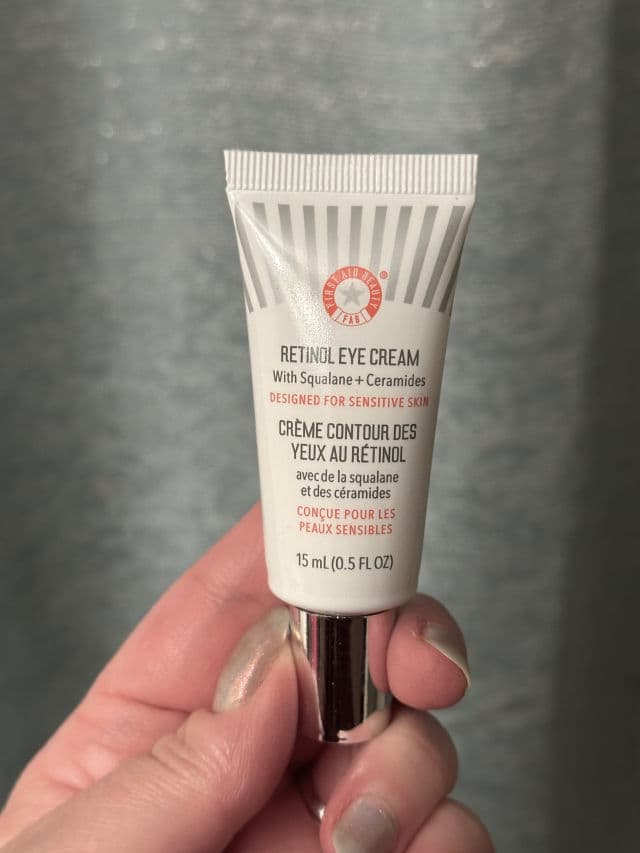 FIRST AID BEAUTY
FAB
®
RETINOL EYE CREAM
With Squalane + Ceramides
DESIGNED FOR SENSITIVE SKIN
CRÈME CONTOUR DES
YEUX AU RÉTINOL
avec de la squalane
et des céramides
CONÇUE POUR LES
PEAUX SENSIBLES
15 mL (0.5 FL OZ)